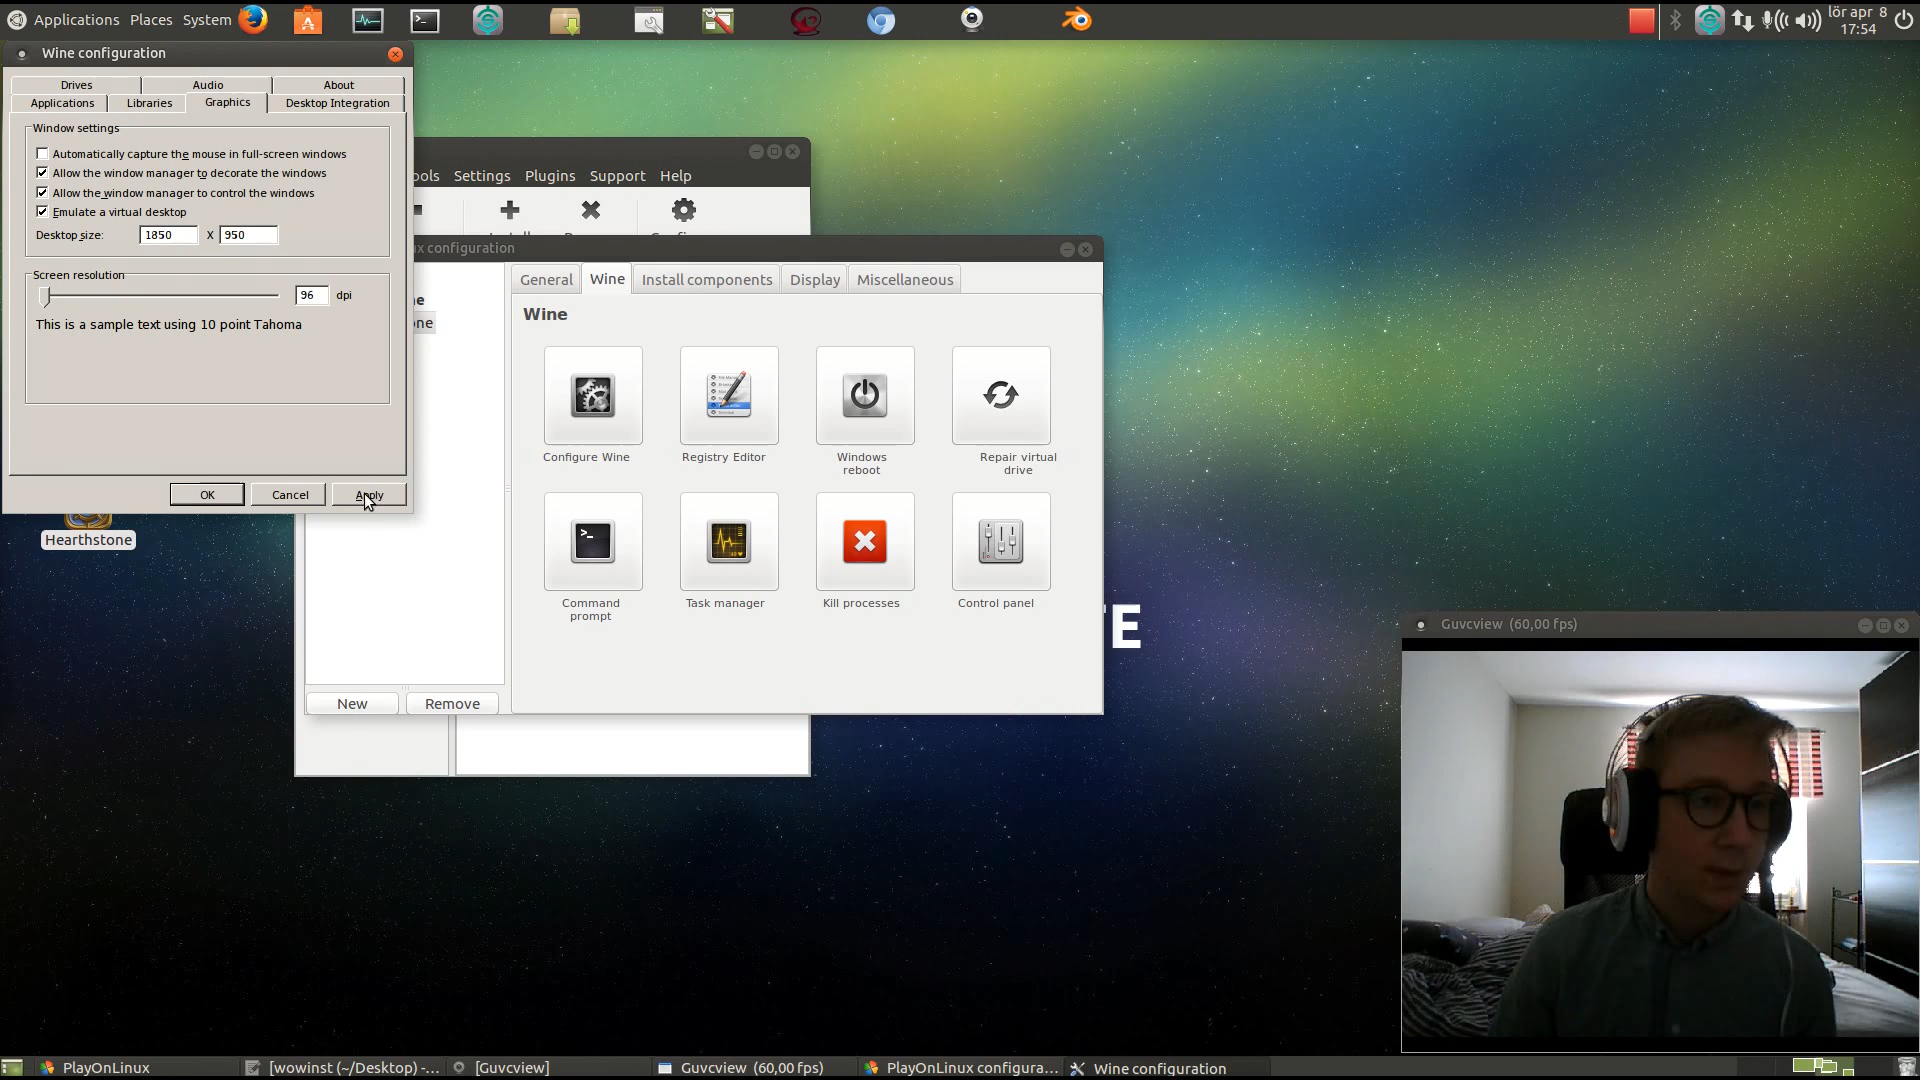 Applications Places System
lör apr 8
17:54
Wine configuration
Drives Audio About
Applications Libraries Graphics Desktop Integration
Window settings
Automatically capture the mouse in full-screen windows
Allow the window manager to decorate the windows
Allow the window manager to control the windows
Emulate a virtual desktop
Desktop size: 1850 X 950
Screen resolution
96 dpi
This is a sample text using 10 point Tahoma
OK Cancel Apply
Hearthstone
ools Settings Plugins Support Help
ux configuration
ne
one
General Wine Install components Display Miscellaneous
Wine
Configure Wine
Registry Editor
Windows
reboot
Repair virtual
drive
Command
prompt
Task manager
Kill processes
Control panel
New Remove
TE
Guvcview (60,00 fps)
PlayOnLinux
[wowinst (~/Desktop) -...
[Guvcview]
Guvcview (60,00 fps)
PlayOnLinux configura...
Wine configuration